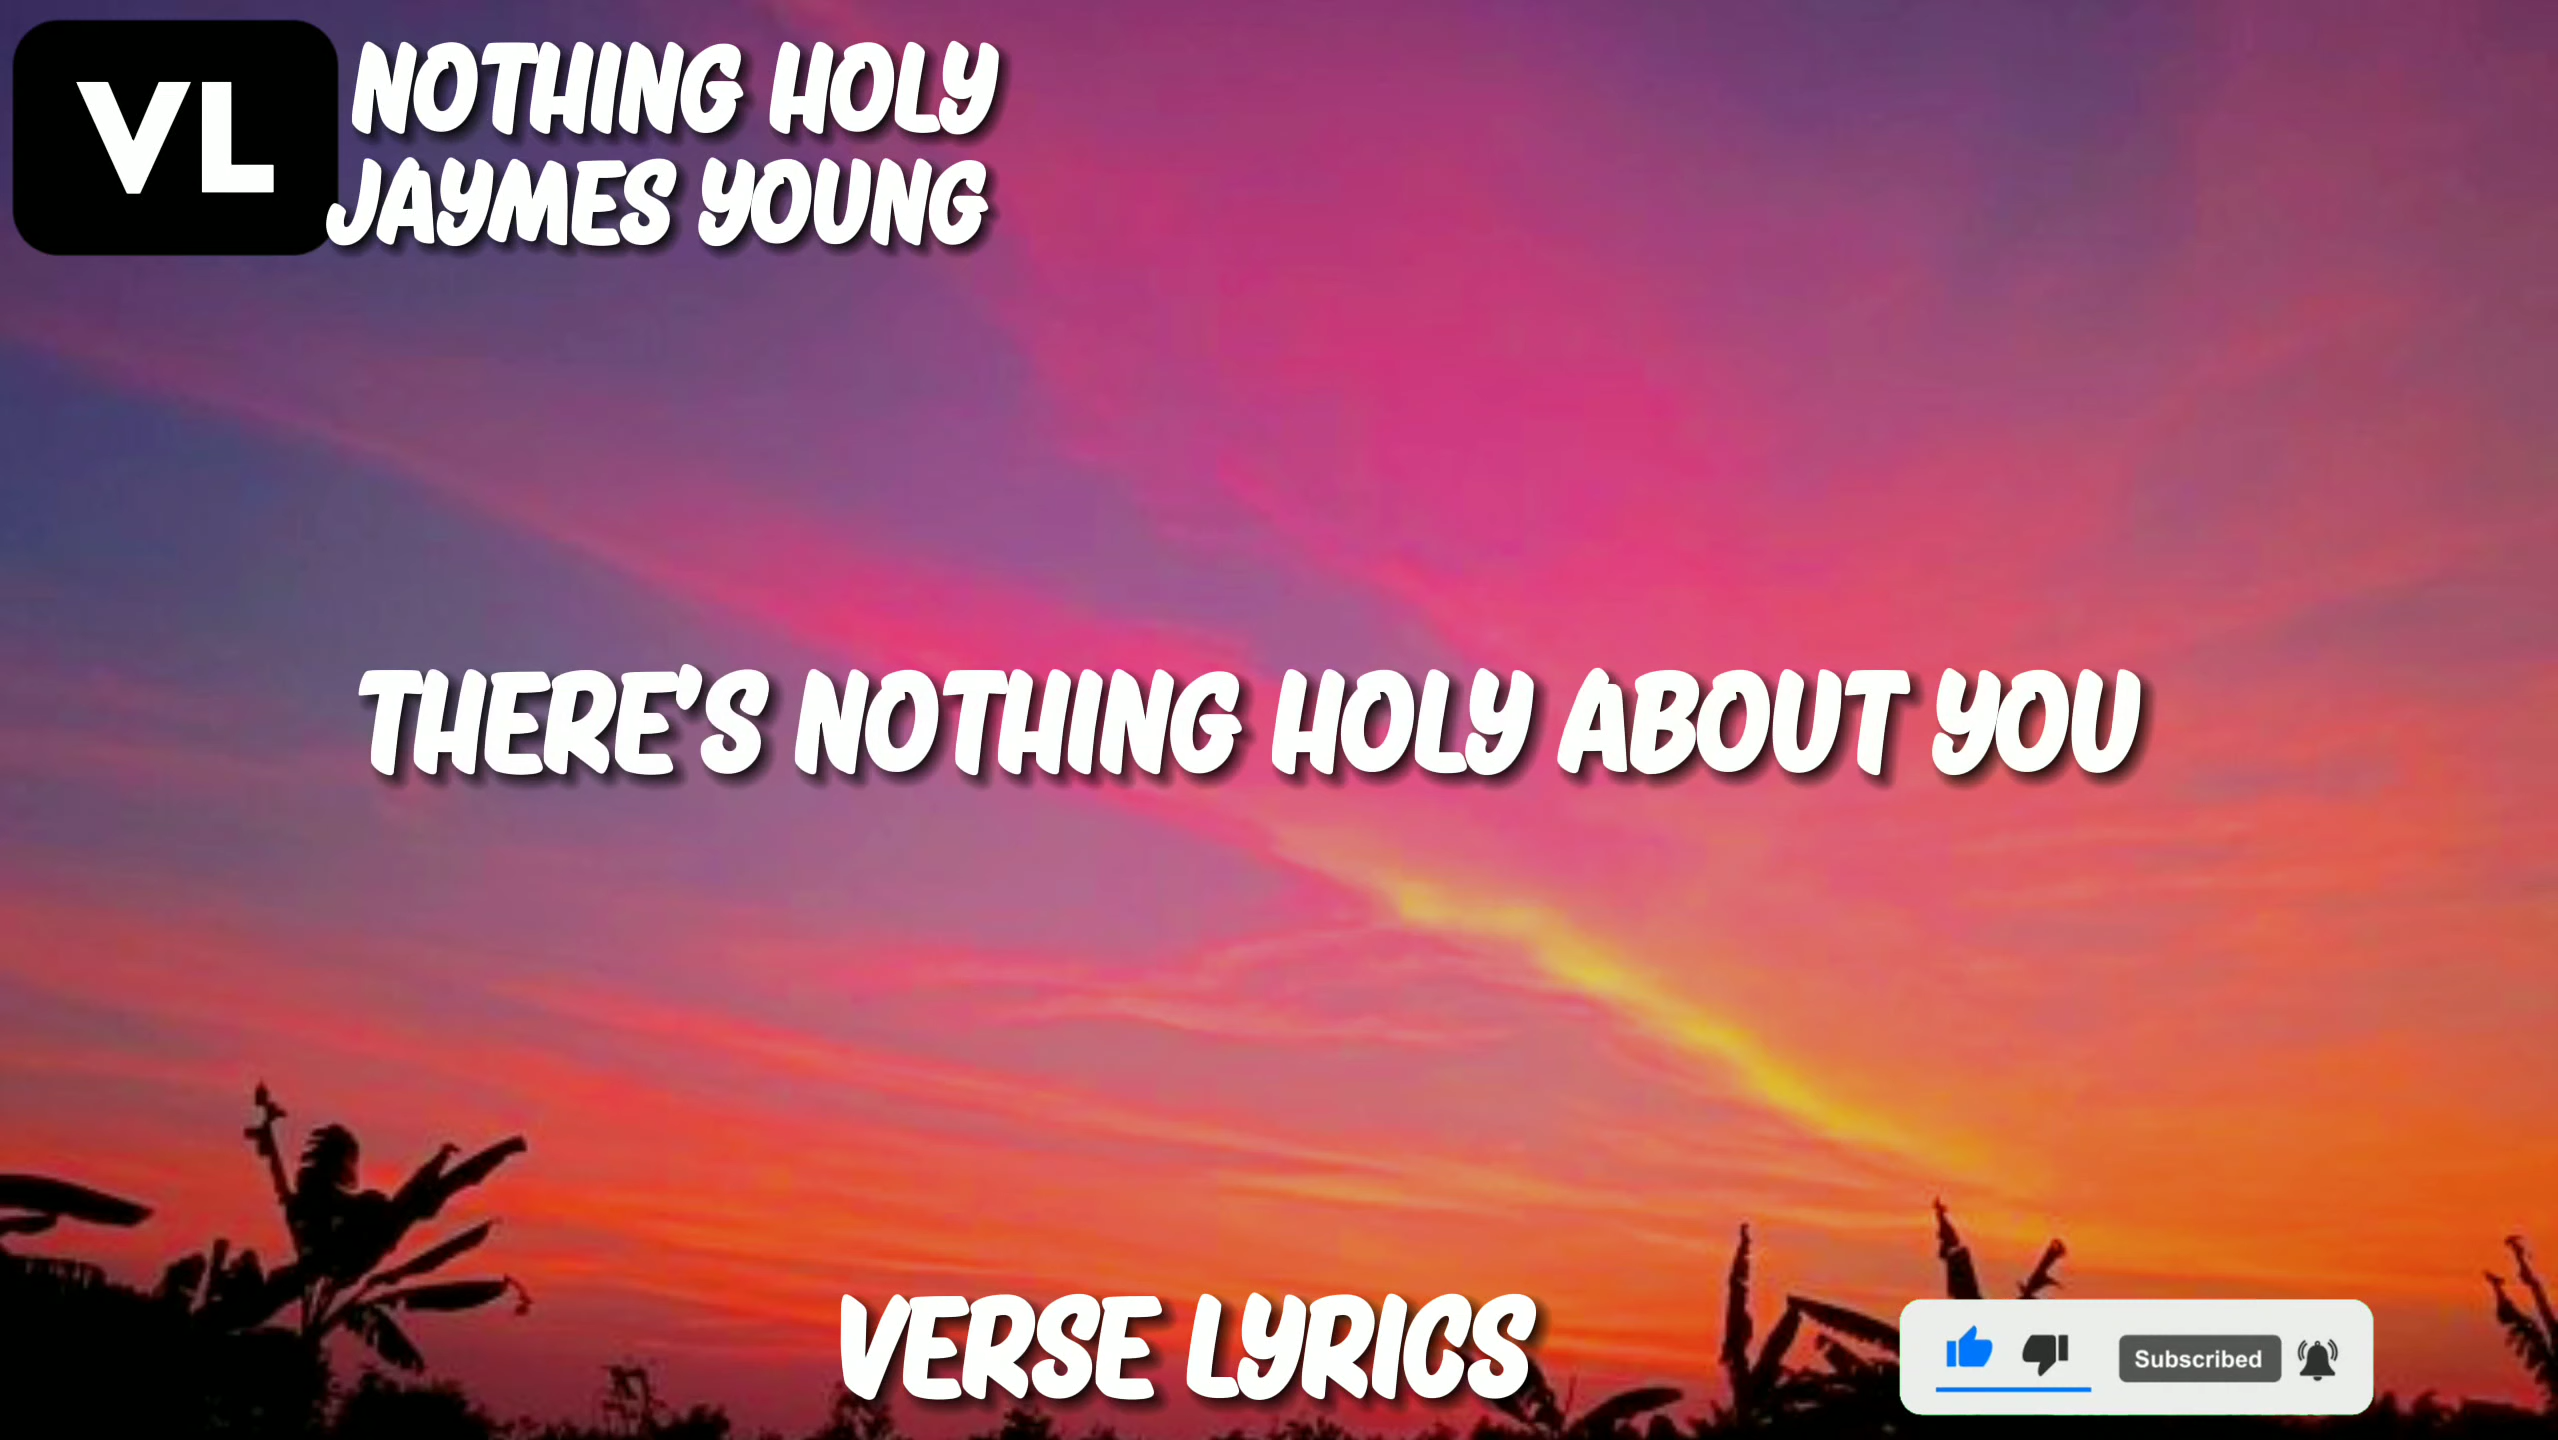 VL
NOTHING HOLY
JAYMES YOUNG
THERE'S NOTHING HOLY ABOUT YOU
VERSE LYRICS
Subscribed